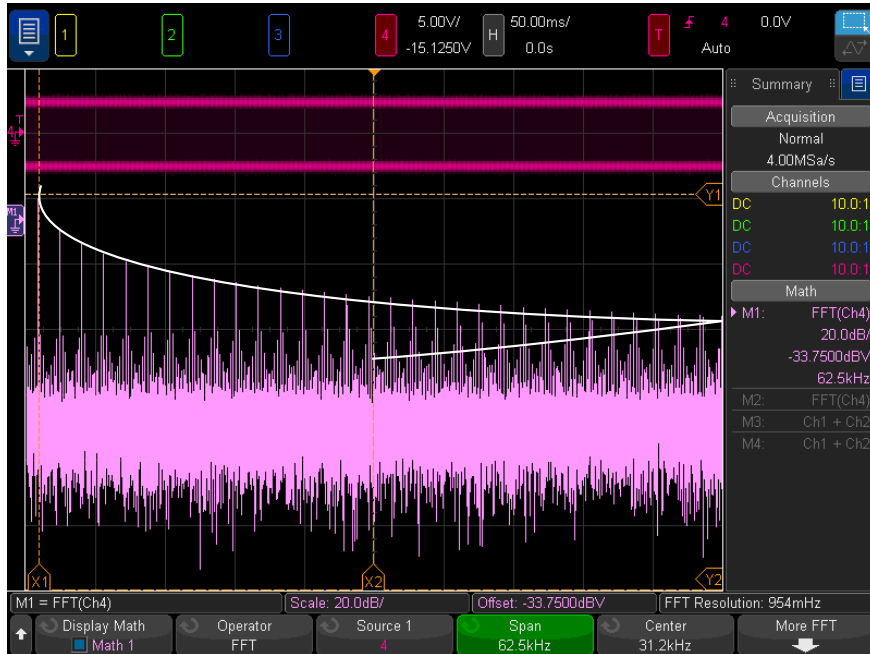 1 2 3 4 5.00V/ H 50.00ms/ T 4 0.0V
-15.1250V 0.0s Auto
Summary
Acquisition
Normal
4.00MSa/s
Channels
DC 10.0:1
DC 10.0:1
DC 10.0:1
DC 10.0:1
Math
M1: FFT(Ch4)
20.0dB/
-33.7500dBV
62.5kHz
M2: FFT(Ch4)
M3: Ch1 + Ch2
M4: Ch1 + Ch2
T
4
M1
Y1
X1 X2 Y2
M1 = FFT(Ch4) Scale: 20.0dB/ Offset: -33.7500dBV FFT Resolution: 954mHz
Display Math Operator Source 1 Span Center More FFT
Math 1 FFT 4 62.5kHz 31.2kHz